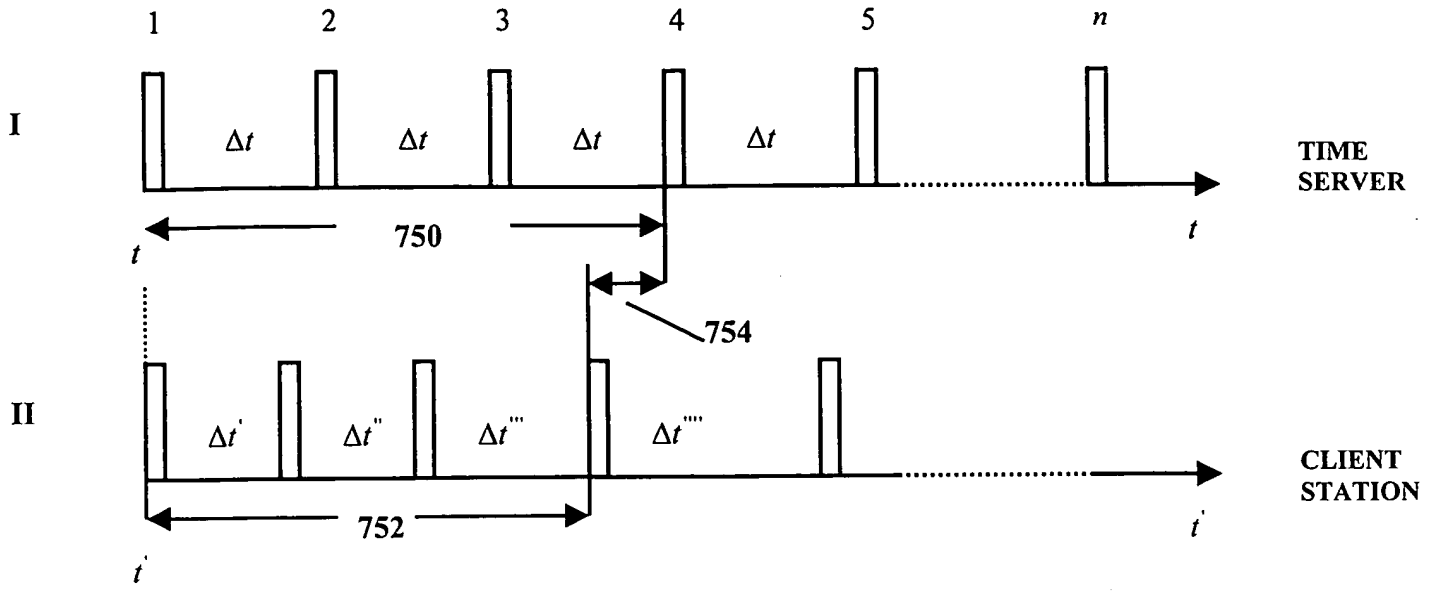 1 2 3 4 5 n
I Δt Δt Δt Δt
TIME
SERVER
t 750 t
754
II Δt' Δt'' Δt''' Δt''''
CLIENT
STATION
752
t' t'